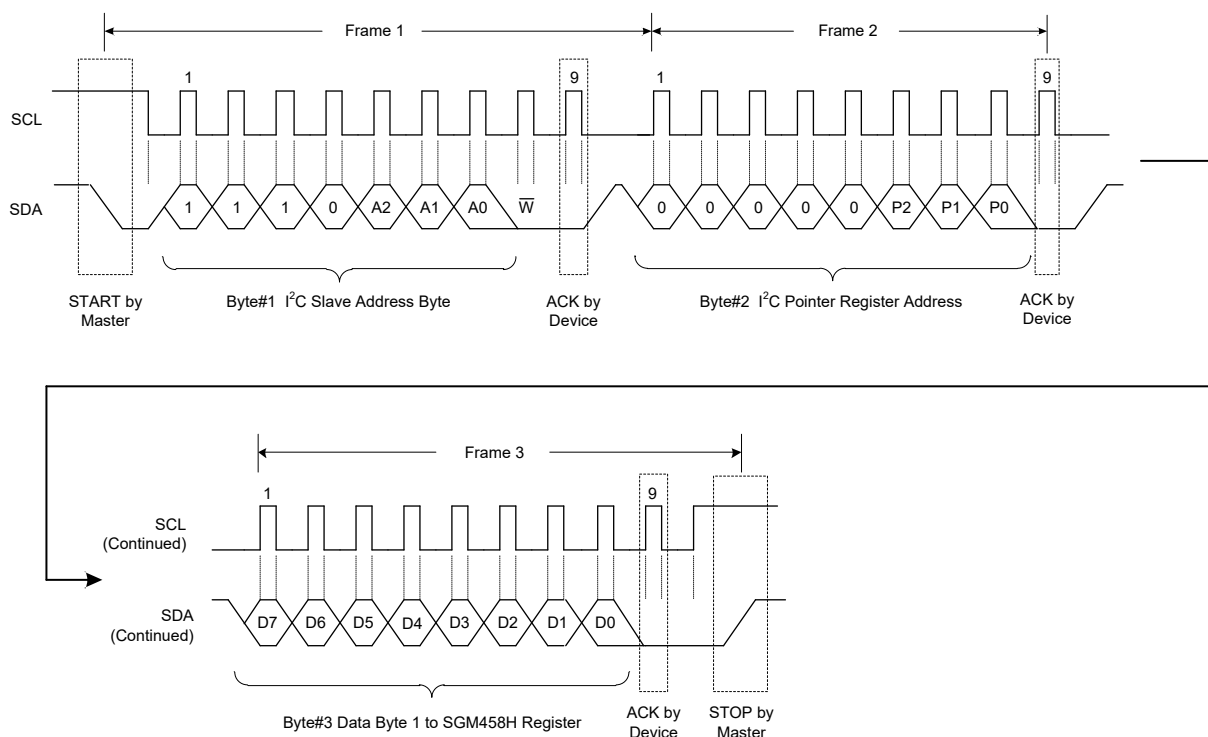 Frame 1
Frame 2
1
9
1
9
SCL
SDA
1
1
1
0
A2
A1
A0
W̅
0
0
0
0
0
P2
P1
P0
START by
Master
Byte#1 I²C Slave Address Byte
ACK by
Device
Byte#2 I²C Pointer Register Address
ACK by
Device
Frame 3
1
9
SCL
(Continued)
SDA
(Continued)
D7
D6
D5
D4
D3
D2
D1
D0
Byte#3 Data Byte 1 to SGM458H Register
ACK by
Device
STOP by
Master